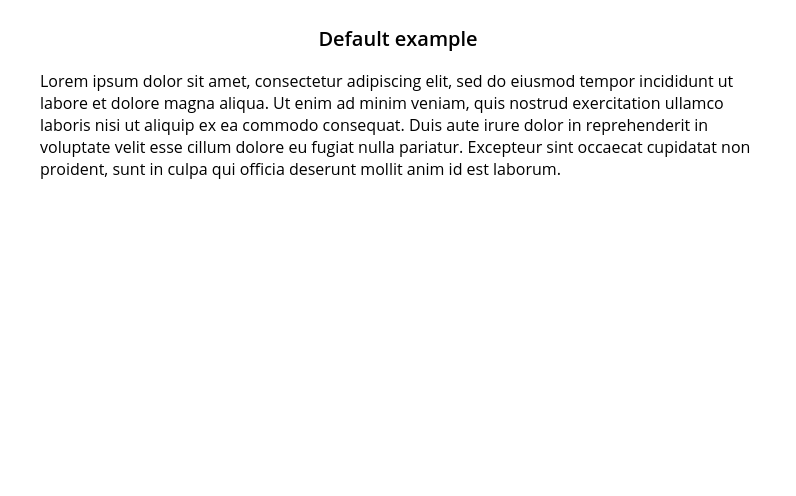 Default example
Lorem ipsum dolor sit amet, consectetur adipiscing elit, sed do eiusmod tempor incididunt ut
labore et dolore magna aliqua. Ut enim ad minim veniam, quis nostrud exercitation ullamco
laboris nisi ut aliquip ex ea commodo consequat. Duis aute irure dolor in reprehenderit in
voluptate velit esse cillum dolore eu fugiat nulla pariatur. Excepteur sint occaecat cupidatat non
proident, sunt in culpa qui officia deserunt mollit anim id est laborum.